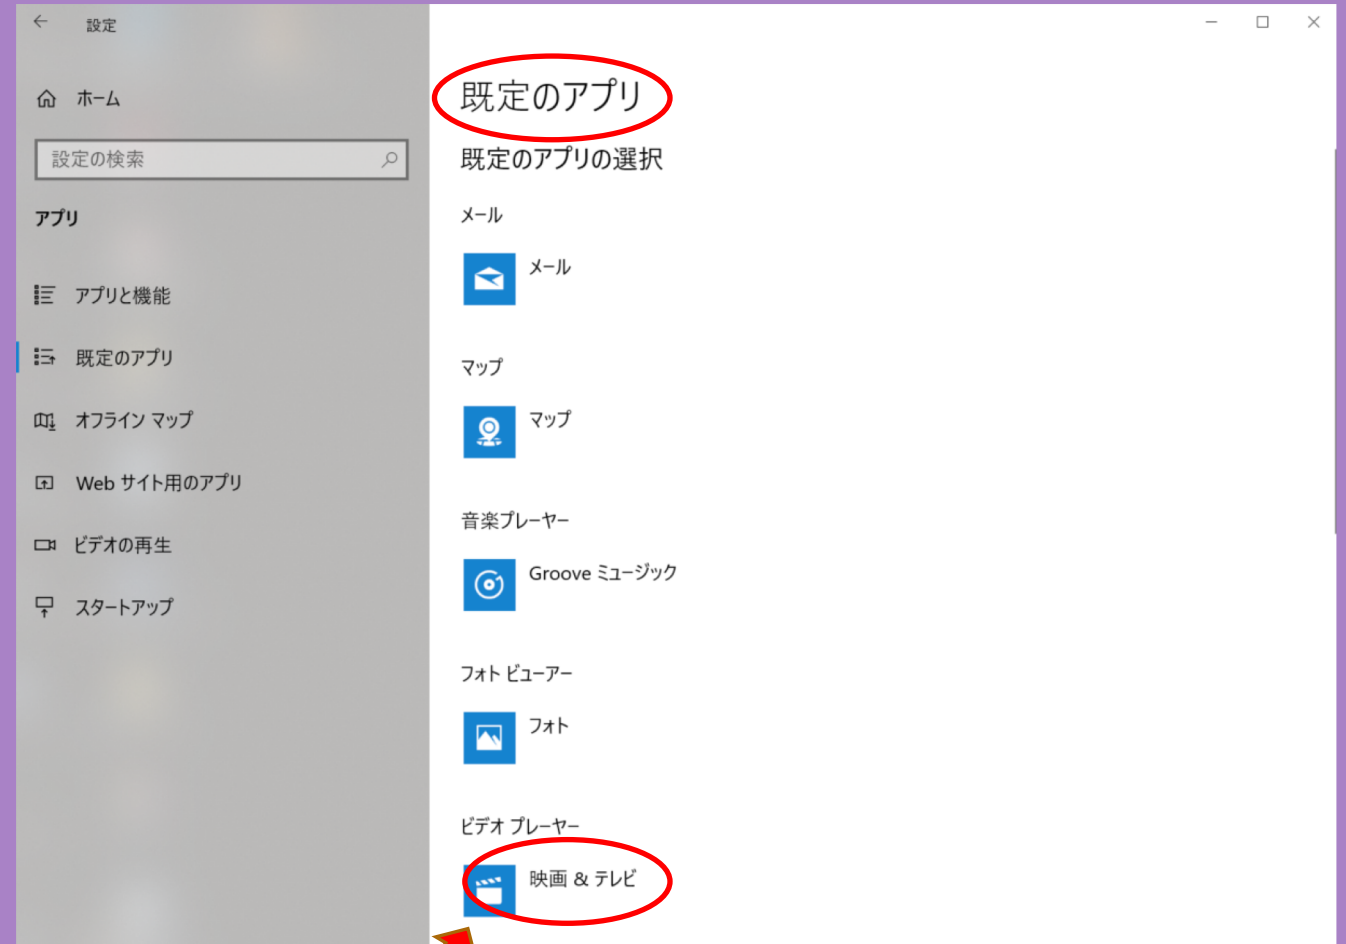 設定
ホーム
設定の検索
アプリ
アプリと機能
既定のアプリ
オフライン マップ
Web サイト用のアプリ
ビデオの再生
スタートアップ
既定のアプリ
既定のアプリの選択
メール
メール
マップ
マップ
音楽プレーヤー
Groove ミュージック
フォト ビューアー
フォト
ビデオ プレーヤー
映画 & テレビ